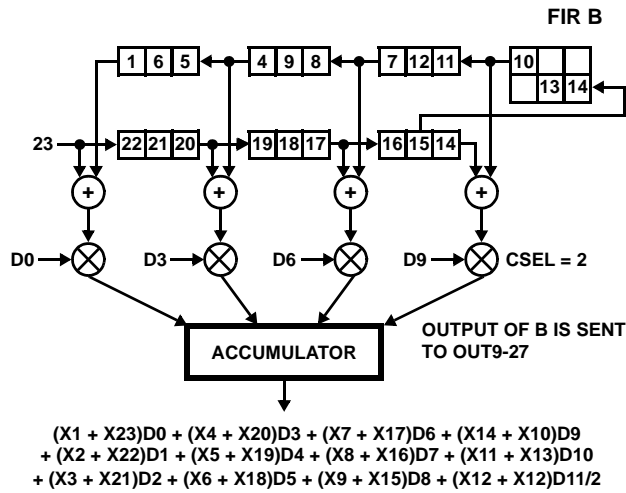 FIR B
1 6 5 4 9 8 7 12 11 10
13 14
23 22 21 20 19 18 17 16 15 14
+ + + +
D0 D3 D6 D9 CSEL = 2
OUTPUT OF B IS SENT
TO OUT9-27
ACCUMULATOR
(X1 + X23)D0 + (X4 + X20)D3 + (X7 + X17)D6 + (X14 + X10)D9
+ (X2 + X22)D1 + (X5 + X19)D4 + (X8 + X16)D7 + (X11 + X13)D10
+ (X3 + X21)D2 + (X6 + X18)D5 + (X9 + X15)D8 + (X12 + X12)D11/2